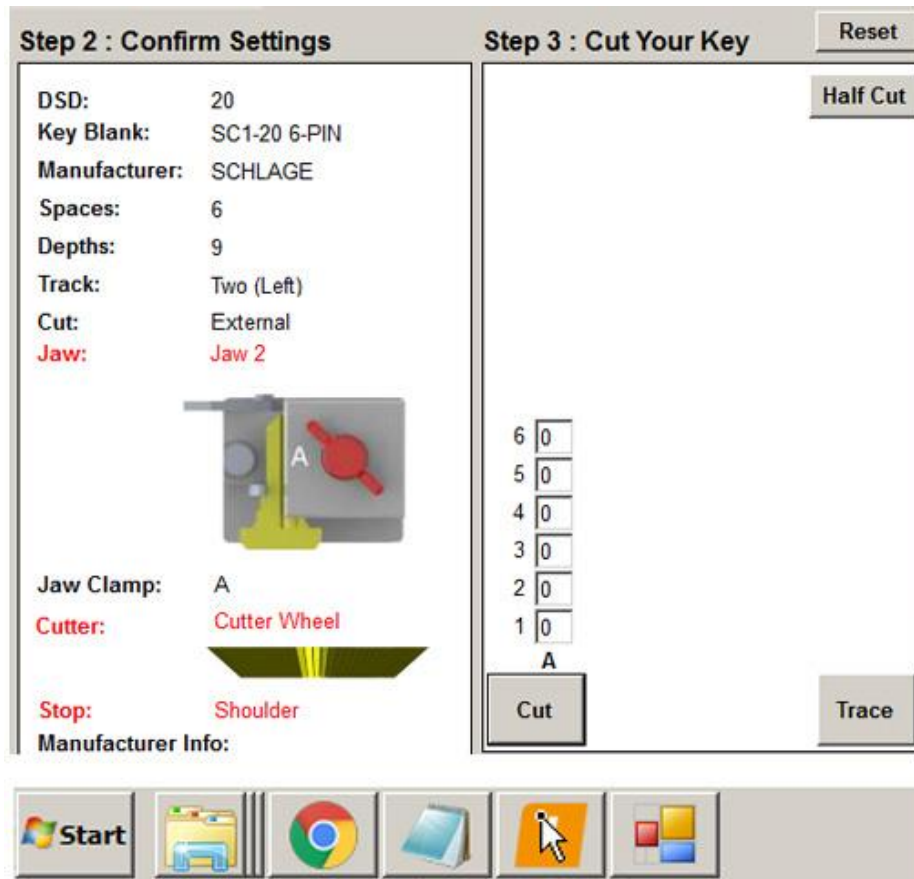 Step 2 : Confirm Settings
DSD: 20
Key Blank: SC1-20 6-PIN
Manufacturer: SCHLAGE
Spaces: 6
Depths: 9
Track: Two (Left)
Cut: External
Jaw: Jaw 2
A
Jaw Clamp: A
Cutter: Cutter Wheel
Stop: Shoulder
Manufacturer Info:
Step 3 : Cut Your Key
Reset
Half Cut
6 0
5 0
4 0
3 0
2 0
1 0
A
Cut
Trace
Start